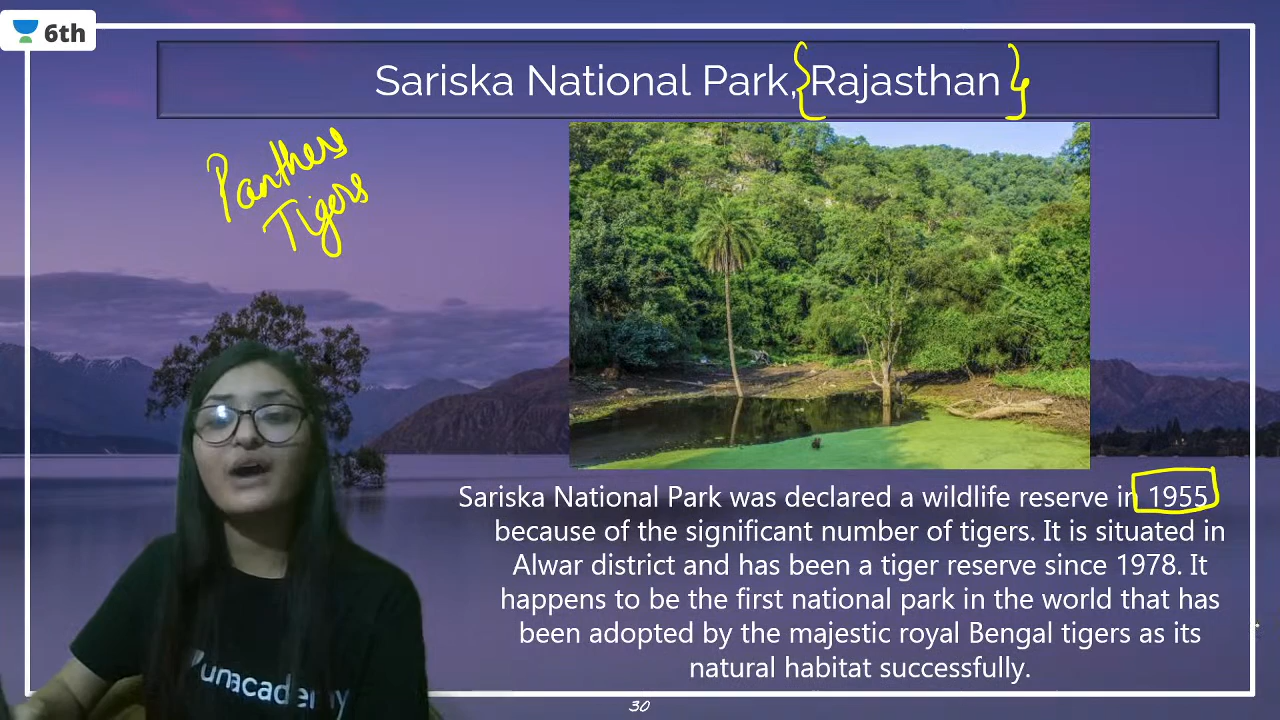 6th
Sariska National Park, {Rajasthan}
Panthers
Tigers
Sariska National Park was declared a wildlife reserve in 1955
because of the significant number of tigers. It is situated in
Alwar district and has been a tiger reserve since 1978. It
happens to be the first national park in the world that has
been adopted by the majestic royal Bengal tigers as its
natural habitat successfully.
unacademy
30